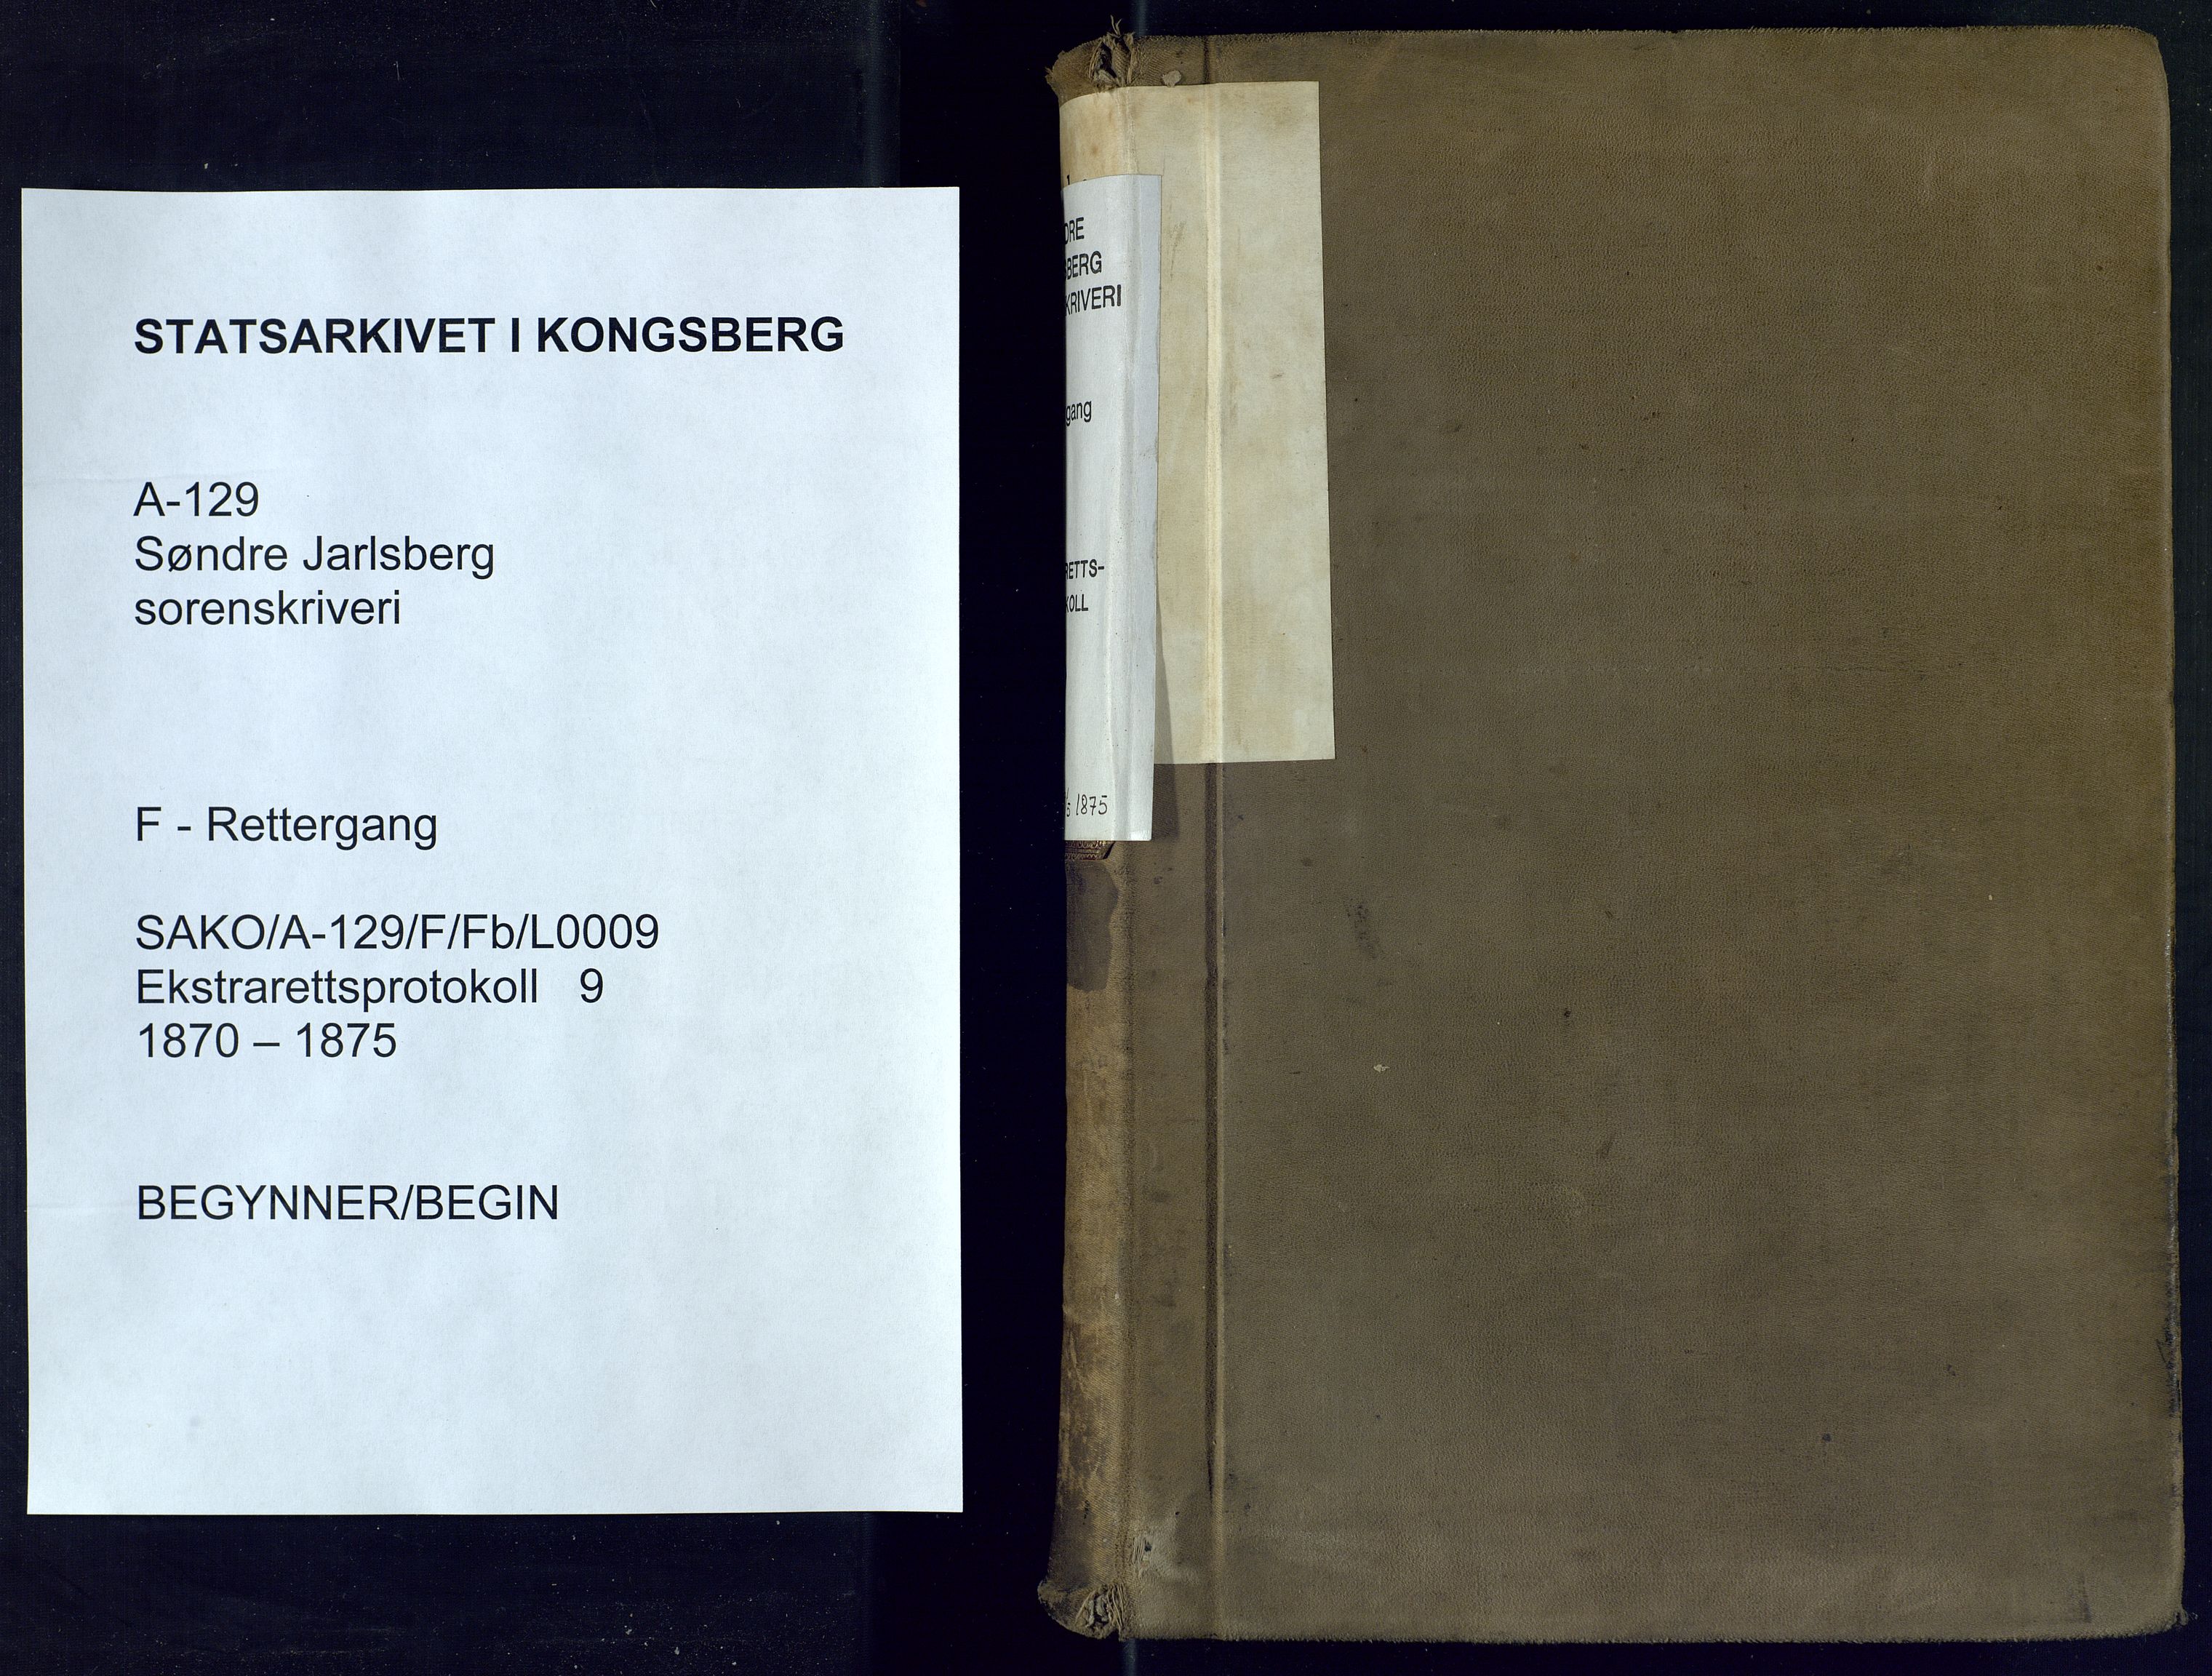 STATSARKIVET I KONGSBERG
A-129
Søndre Jarlsberg
sorenskriveri
F - Rettergang
SAKO/A-129/F/Fb/L0009
Ekstrarettsprotokoll 9
1870 – 1875
BEGYNNER/BEGIN
DRE
BERG
KRIVERI
gang
RETTS-
KOLL
1875